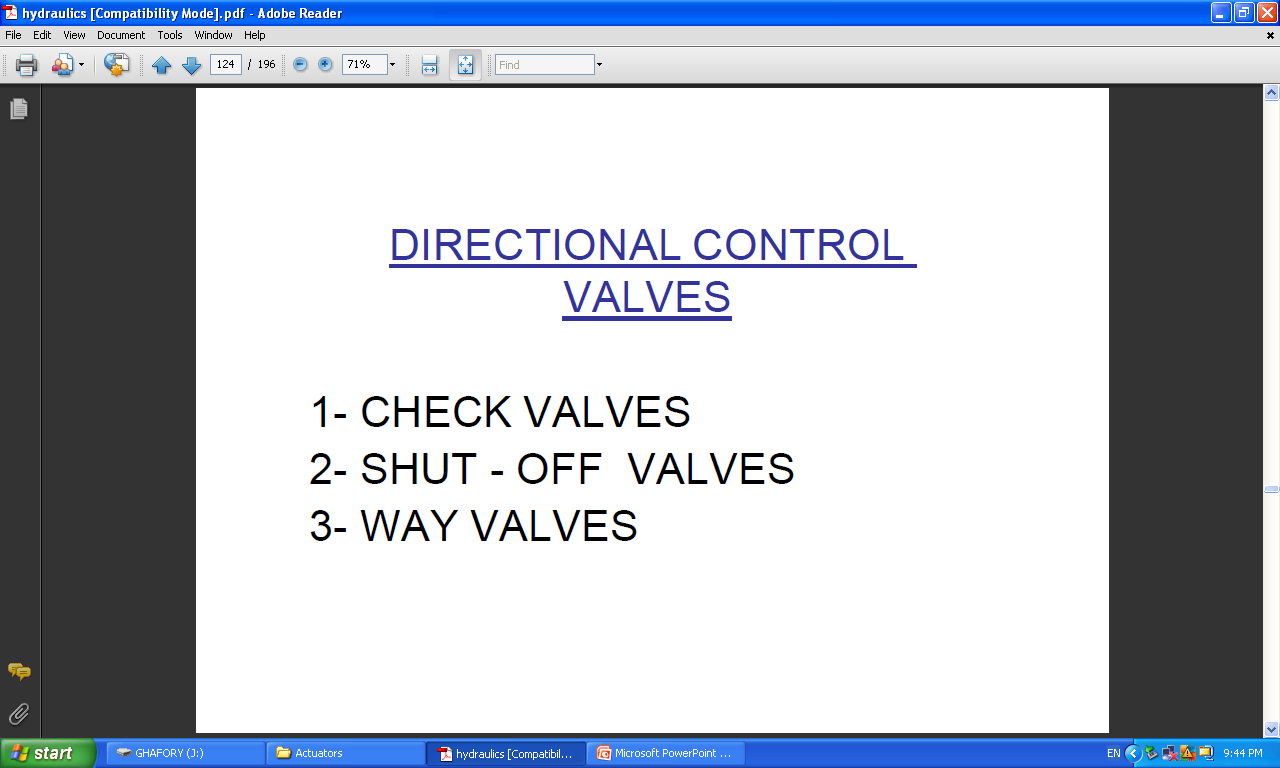 hydraulics [Compatibility Mode].pdf - Adobe Reader
File Edit View Document Tools Window Help
124 / 196 71% Find
DIRECTIONAL CONTROL
VALVES
1- CHECK VALVES
2- SHUT - OFF VALVES
3- WAY VALVES
start GHAFORY (J:) Actuators hydraulics [Compatibil... Microsoft PowerPoint ... EN 9:44 PM